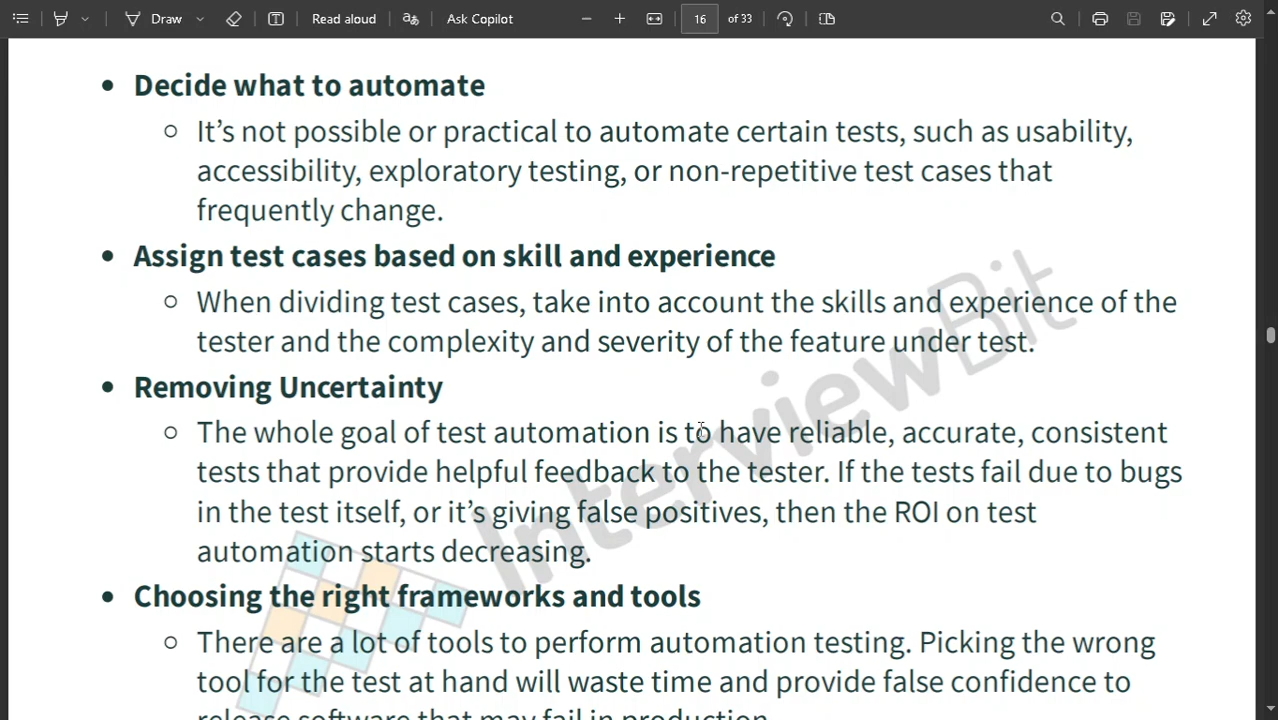 Draw
Read aloud
aあ
Ask Copilot
16
of 33
• Decide what to automate
○ It’s not possible or practical to automate certain tests, such as usability,
accessibility, exploratory testing, or non-repetitive test cases that
frequently change.
• Assign test cases based on skill and experience
○ When dividing test cases, take into account the skills and experience of the
tester and the complexity and severity of the feature under test.
• Removing Uncertainty
○ The whole goal of test automation is to have reliable, accurate, consistent
tests that provide helpful feedback to the tester. If the tests fail due to bugs
in the test itself, or it’s giving false positives, then the ROI on test
automation starts decreasing.
• Choosing the right frameworks and tools
○ There are a lot of tools to perform automation testing. Picking the wrong
tool for the test at hand will waste time and provide false confidence to
release software that may fail in production.
InterviewBit